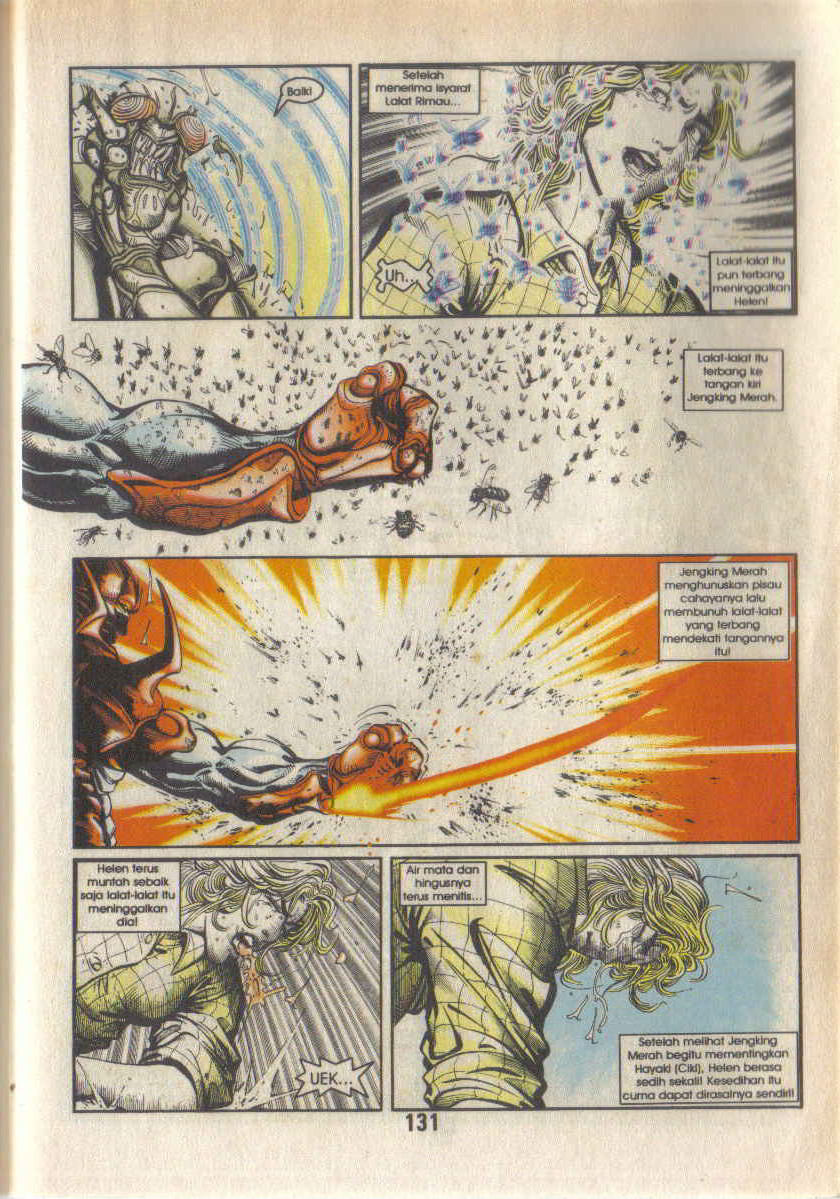 Baik!
Setelah
menerima isyarat
Lalat Rimau...
Uh...
Lalat-lalat itu
pun terbang
meninggalkan
Helen!
Lalat-lalat itu
terbang ke
tangan kiri
Jengking Merah.
Jengking Merah
menghunuskan pisau
cahayanya lalu
membunuh lalat-lalat
yang terbang
mendekati tangannya
itu!
Helen terus
muntah sebaik
saja lalat-lalat itu
meninggalkan
dia!
UEK...
Air mata dan
hingusnya
terus menitis...
Setelah melihat Jengking
Merah begitu mementingkan
Hayaki (Ciki), Helen berasa
sedih sekali! Kesedihan itu
cuma dapat dirasainya sendiri!
131